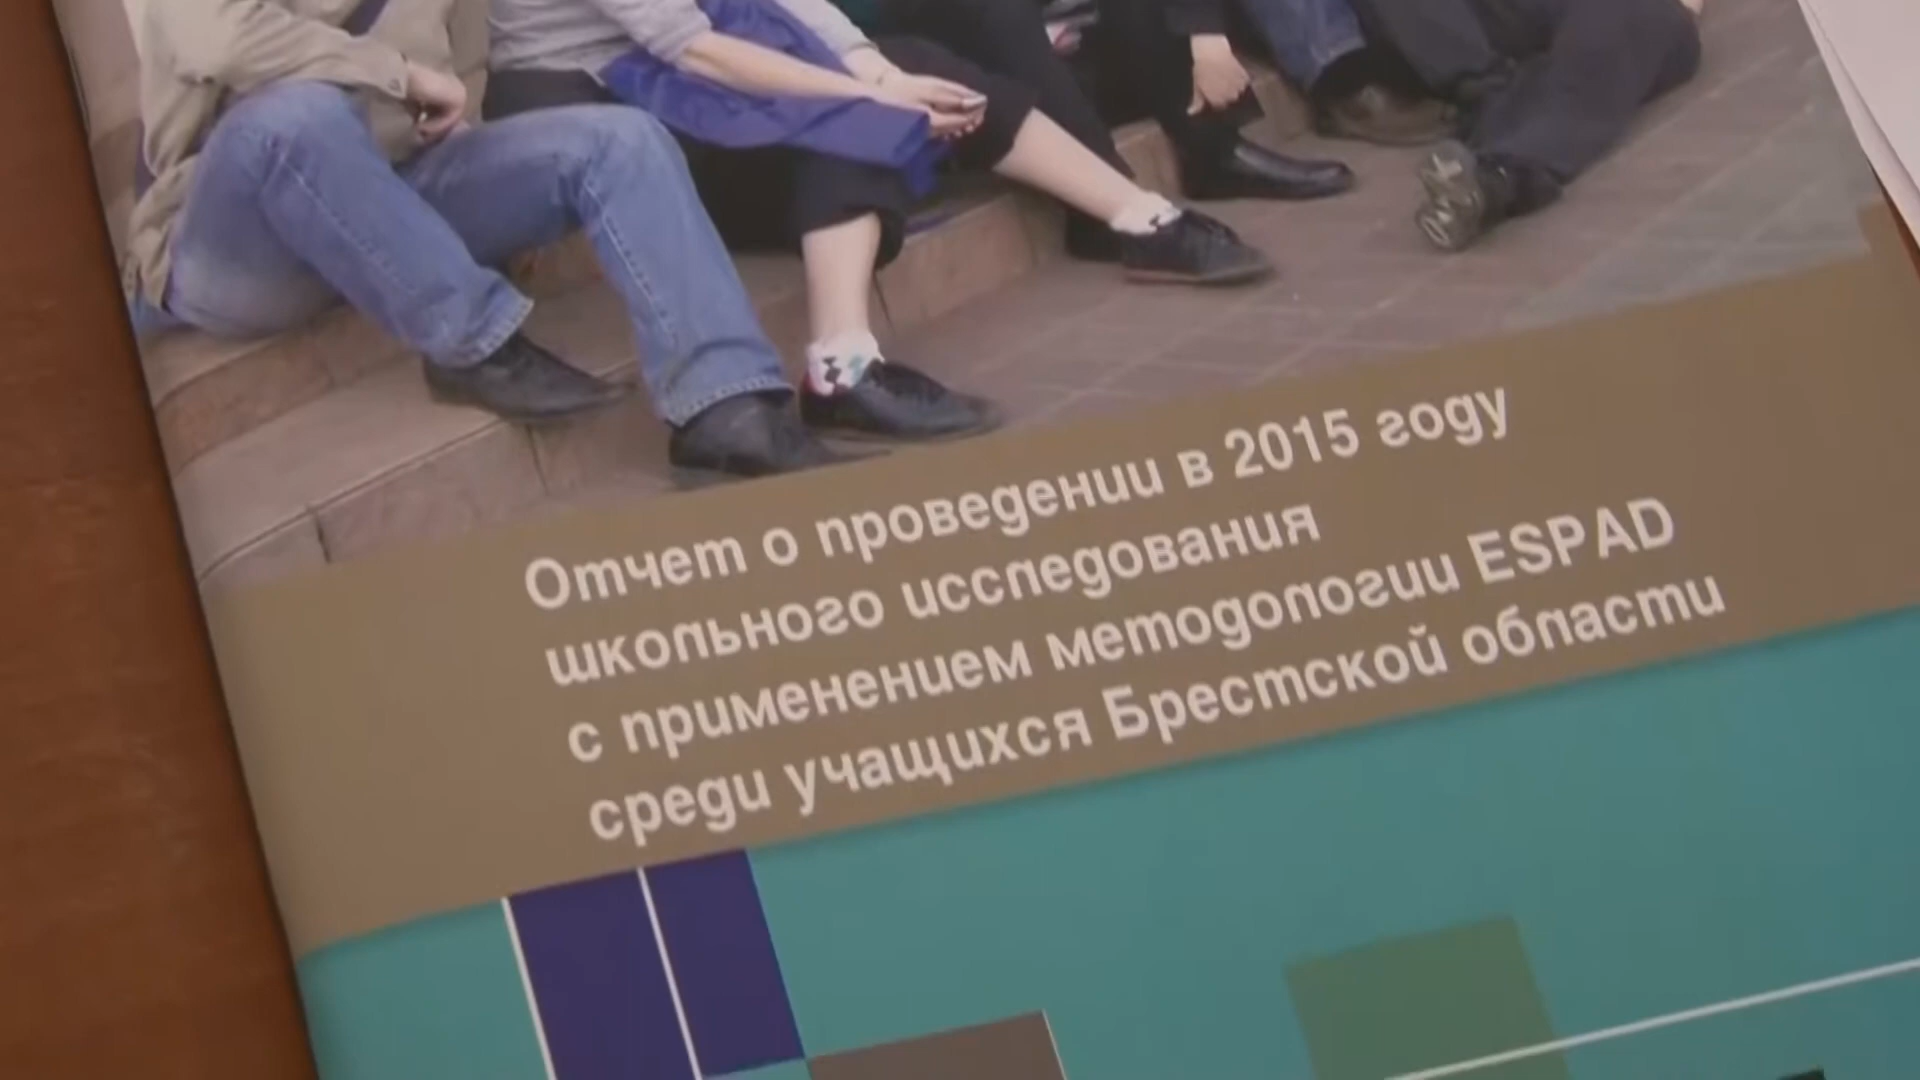 Отчет о проведении в 2015 году
школьного исследования
с применением методологии ESPAD
среди учащихся Брестской области